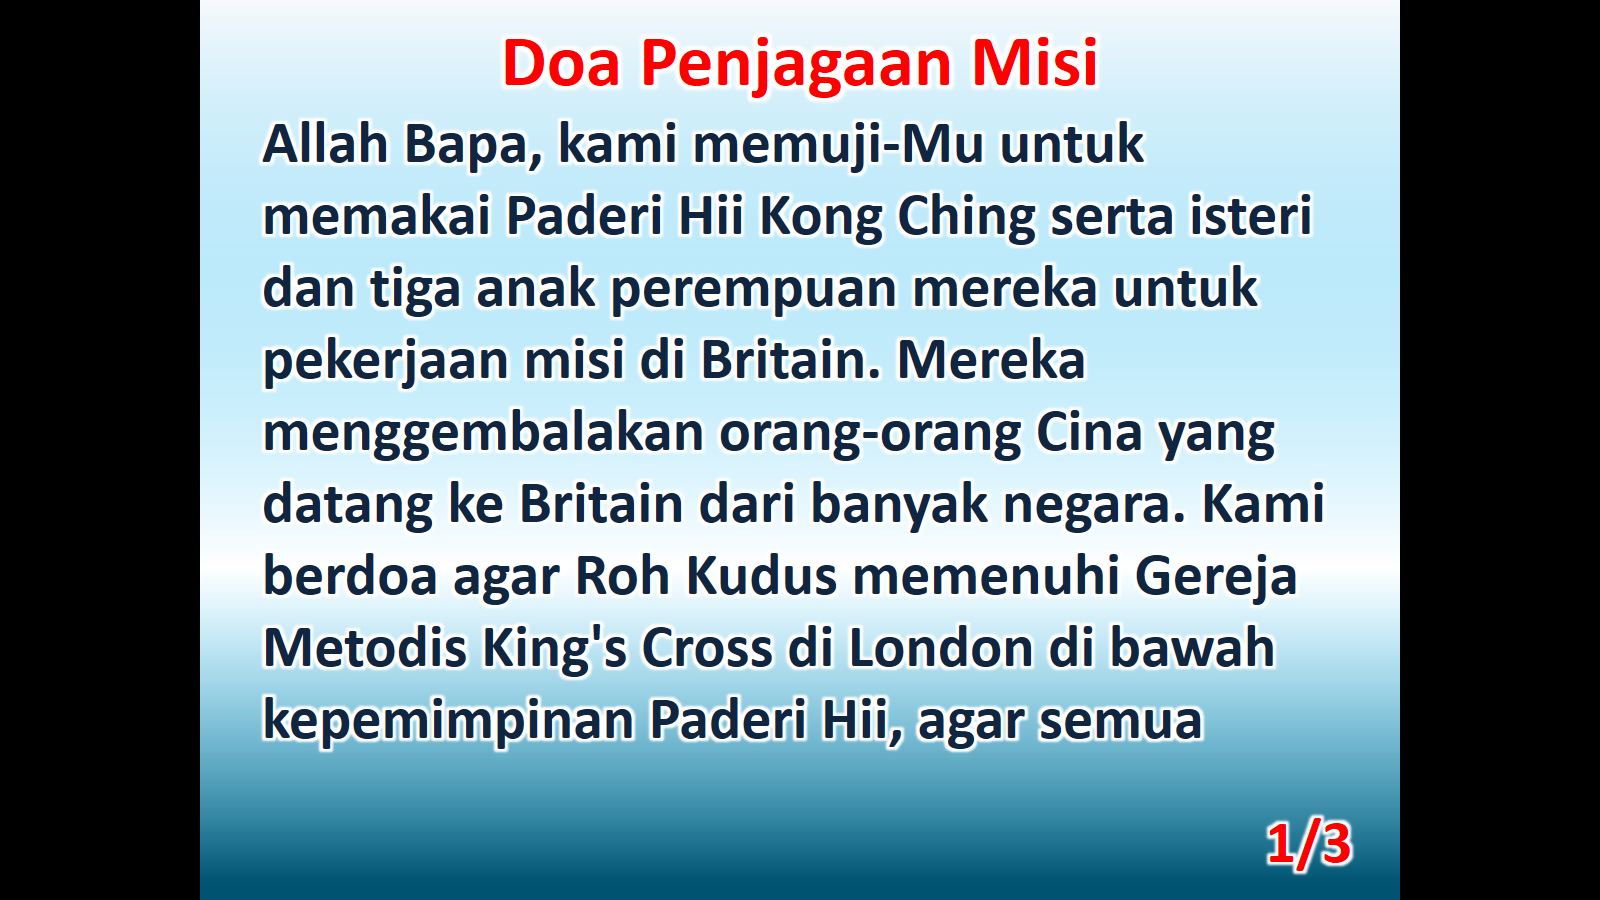 Doa Penjagaan Misi
Allah Bapa, kami memuji-Mu untuk
memakai Paderi Hii Kong Ching serta isteri
dan tiga anak perempuan mereka untuk
pekerjaan misi di Britain. Mereka
menggembalakan orang-orang Cina yang
datang ke Britain dari banyak negara. Kami
berdoa agar Roh Kudus memenuhi Gereja
Metodis King's Cross di London di bawah
kepemimpinan Paderi Hii, agar semua
1/3